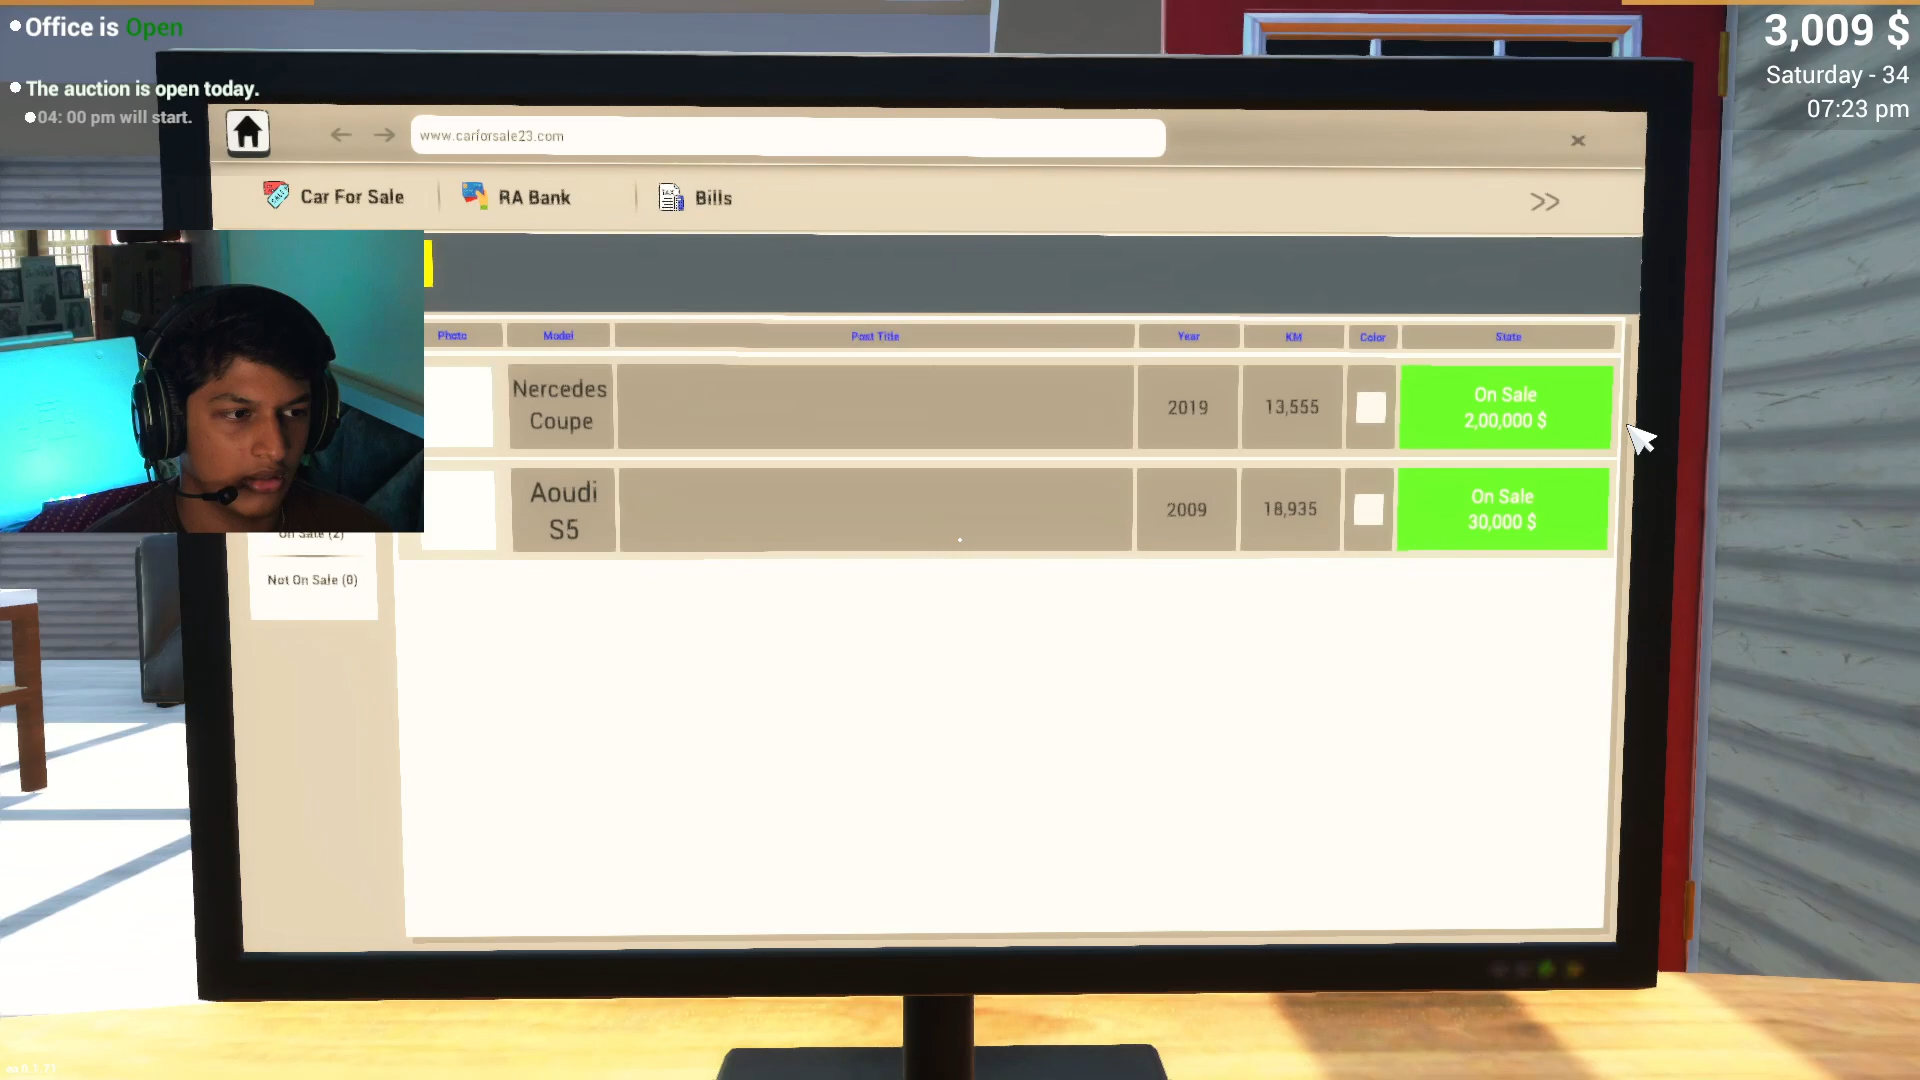 Office is Open
The auction is open today.
04: 00 pm will start.
3,009 $
Saturday - 34
07:23 pm
www.carforsale23.com
Car For Sale
RA Bank
Bills
>>
Photo
Model
Post Title
Year
KM
Color
State
Nercedes
Coupe
2019
13,555
On Sale
2,00,000 $
Aoudi
S5
2009
18,935
On Sale
30,000 $
On Sale (2)
Not On Sale (0)